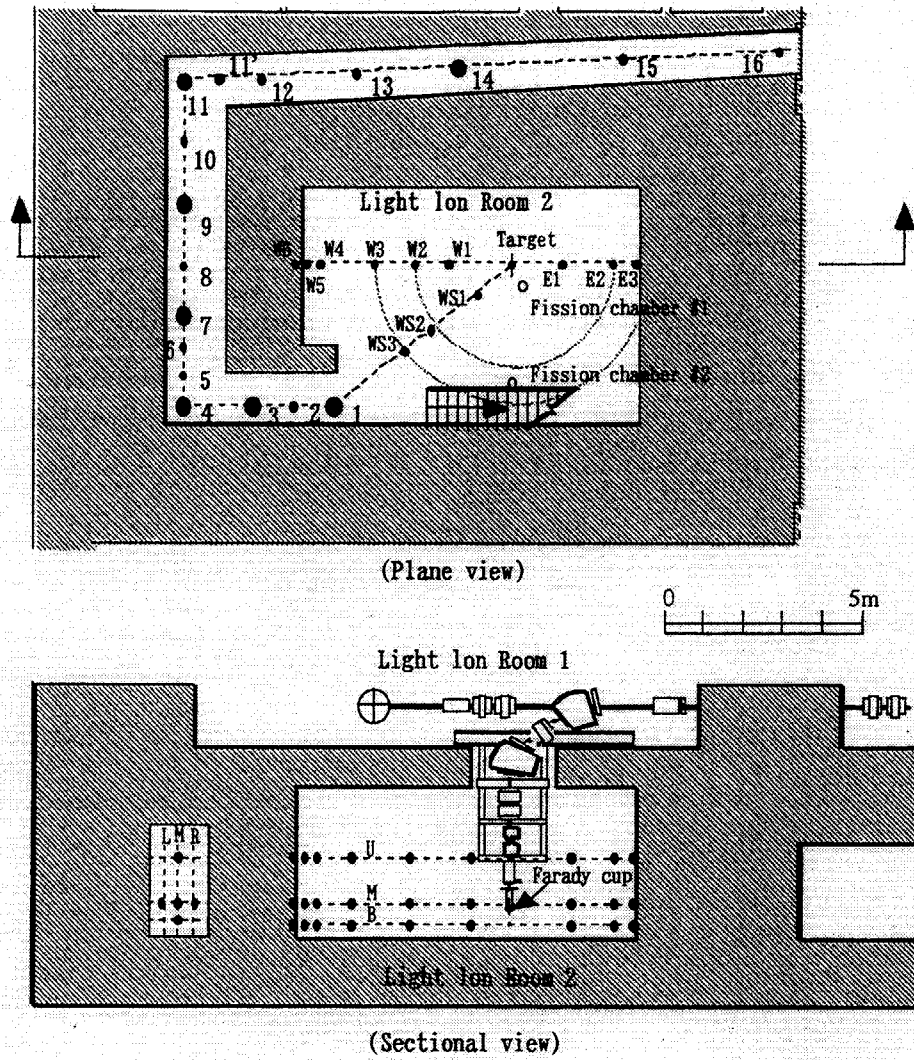 11'
11
12
13
14
15
16
10
9
8
7
6
5
4
3
2
1
Light Ion Room 2
W6
W5
W4
W3
W2
W1
Target
E1
E2
E3
WS1
WS2
WS3
Fission chamber #1
Fission chamber #2
(Plane view)
0 5m
Light Ion Room 1
L M R
U
M
B
Farady cup
Light Ion Room 2
(Sectional view)